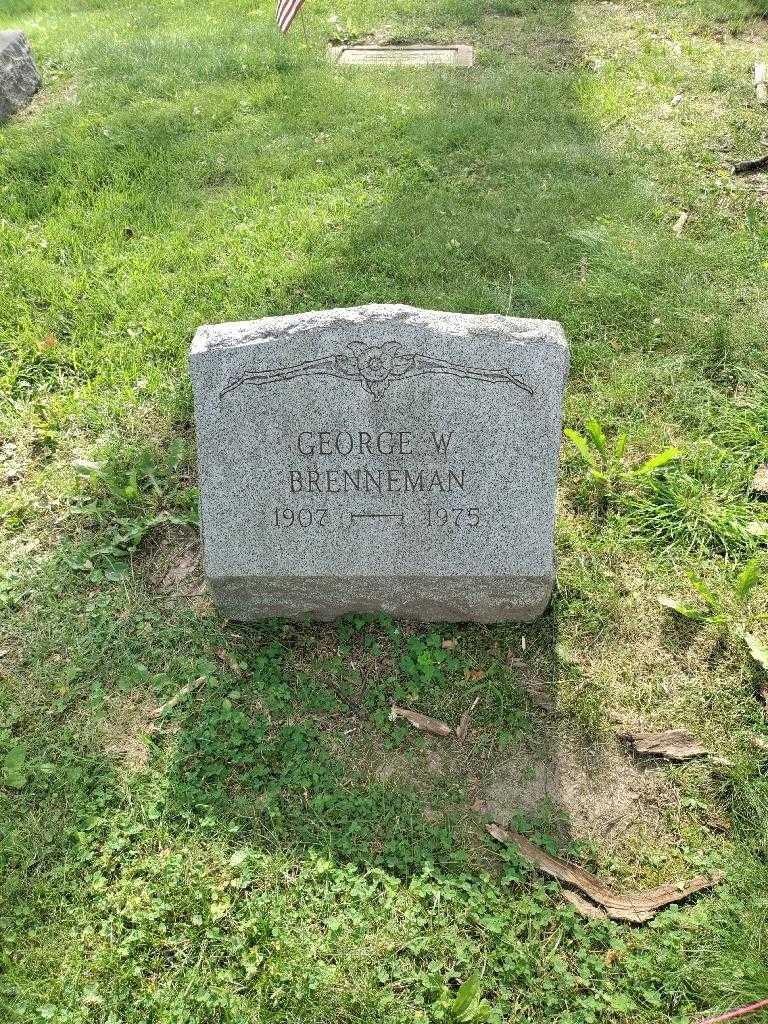 GEORGE W.
BRENNEMAN
1907 — 1975